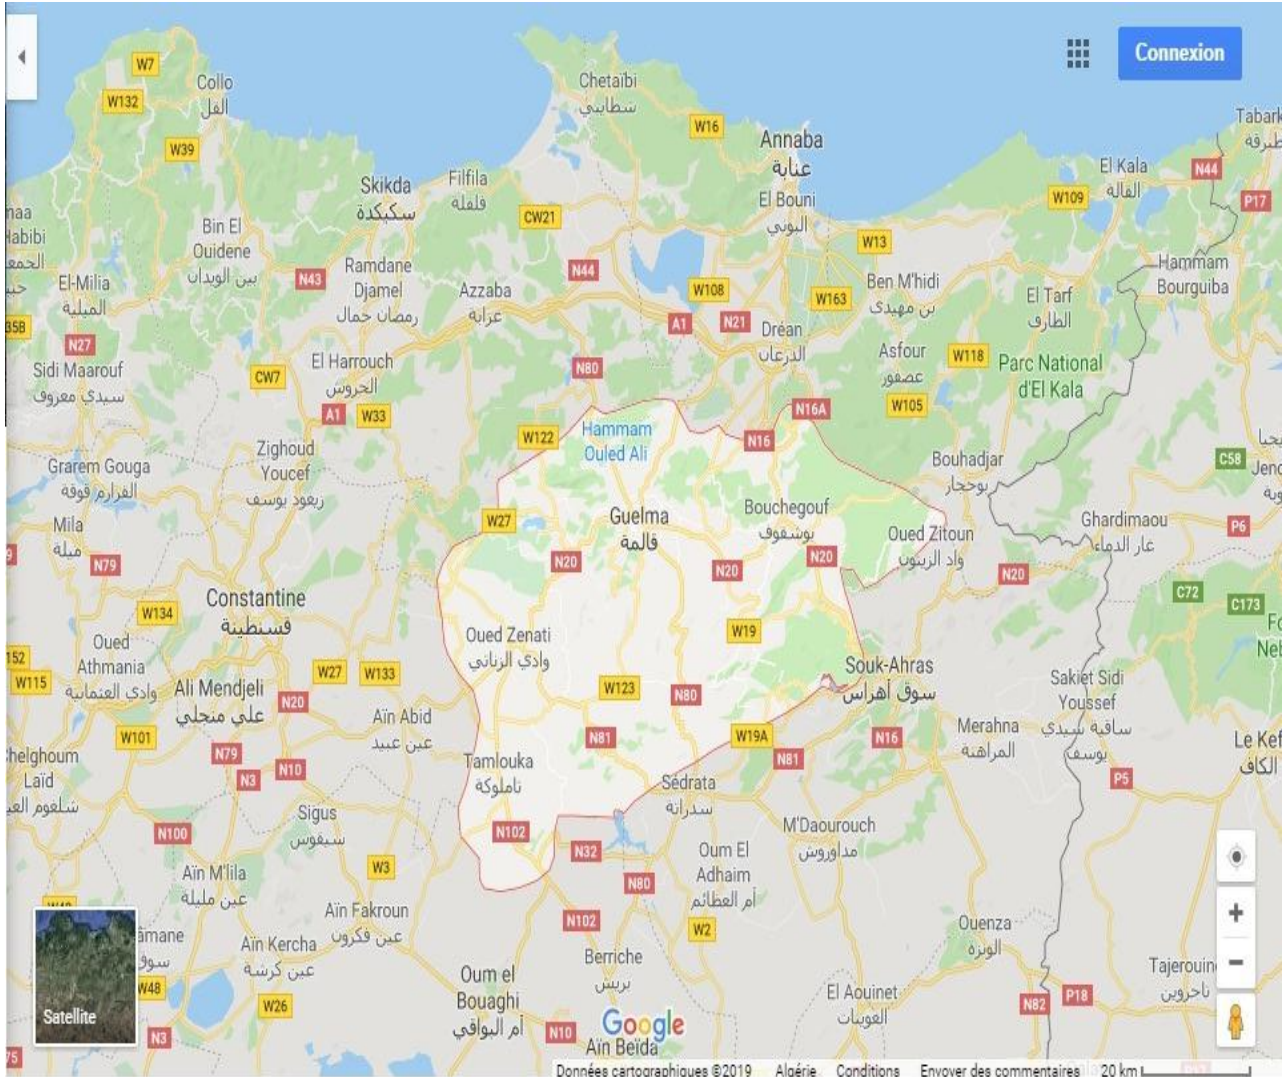 Connexion
W7
Collo
القل
W132
Chetaïbi
شطايبي
Tabark
طبرقة
W16
Annaba
عنابة
W39
El Kala
القالة
N44
Skikda
سكيكدة
Filfila
فلفلة
El Bouni
البوني
W109
P17
CW21
Bin El
Ouidene
بين الويدان
W13
Habibi
N44
Hammam
Bourguiba
N43
Ramdane
Djamel
رمضان جمال
El-Milia
الميلية
Azzaba
عزابة
W108
W163
Ben M'hidi
بن مهيدي
El Tarf
الطارف
35B
N27
A1
N21
Dréan
الدرعان
Sidi Maarouf
سيدي معروف
El Harrouch
الحروش
CW7
N80
Asfour
عصفور
W118
Parc National
d'El Kala
A1
W33
N16A
W105
W122
Hammam
Ouled Ali
N16
Zighoud
Youcef
زيغود يوسف
Grarem Gouga
القرارم قوقة
Bouhadjar
بوحجار
C58
Mila
ميلة
W27
Guelma
قالمة
Bouchegouf
بوشقوف
Ghardimaou
غار الدماء
P6
Oued Zitoun
واد الزيتون
N79
N20
N20
N20
N20
C72
C173
Constantine
قسنطينة
W134
Oued
Athmania
وادي العثمانية
Oued Zenati
وادي الزناتي
W19
152
W115
W27
W133
Ali Mendjeli
علي منجلي
N20
W123
N80
Souk-Ahras
سوق أهراس
Sakiet Sidi
Youssef
ساقية سيدي
يوسف
Aïn Abid
عين عبيد
W101
N79
N3
N10
N81
W19A
N16
N81
Merahna
المراهنة
Le Kef
الكاف
P5
Laïd
Tamlouka
تاملوكة
Sedrata
سدراتة
Sigus
سيقوس
N100
N102
N32
M'Daourouch
مداوروش
W3
Aïn M'lila
عين مليلة
N80
Oum El
Adhaim
أم العظائم
Aïn Fakroun
عين فكرون
N102
W2
Ouenza
الونزة
Aïn Kercha
عين كرشة
Berriche
بريش
Oum el
Bouaghi
أم البواقي
W48
W26
El Aouinet
العوينات
N82
P18
تاجروين
Satellite
N3
N10
Google
Aïn Beïda
Données cartographiques ©2019
Algérie
Conditions
Envoyer des commentaires
20 km